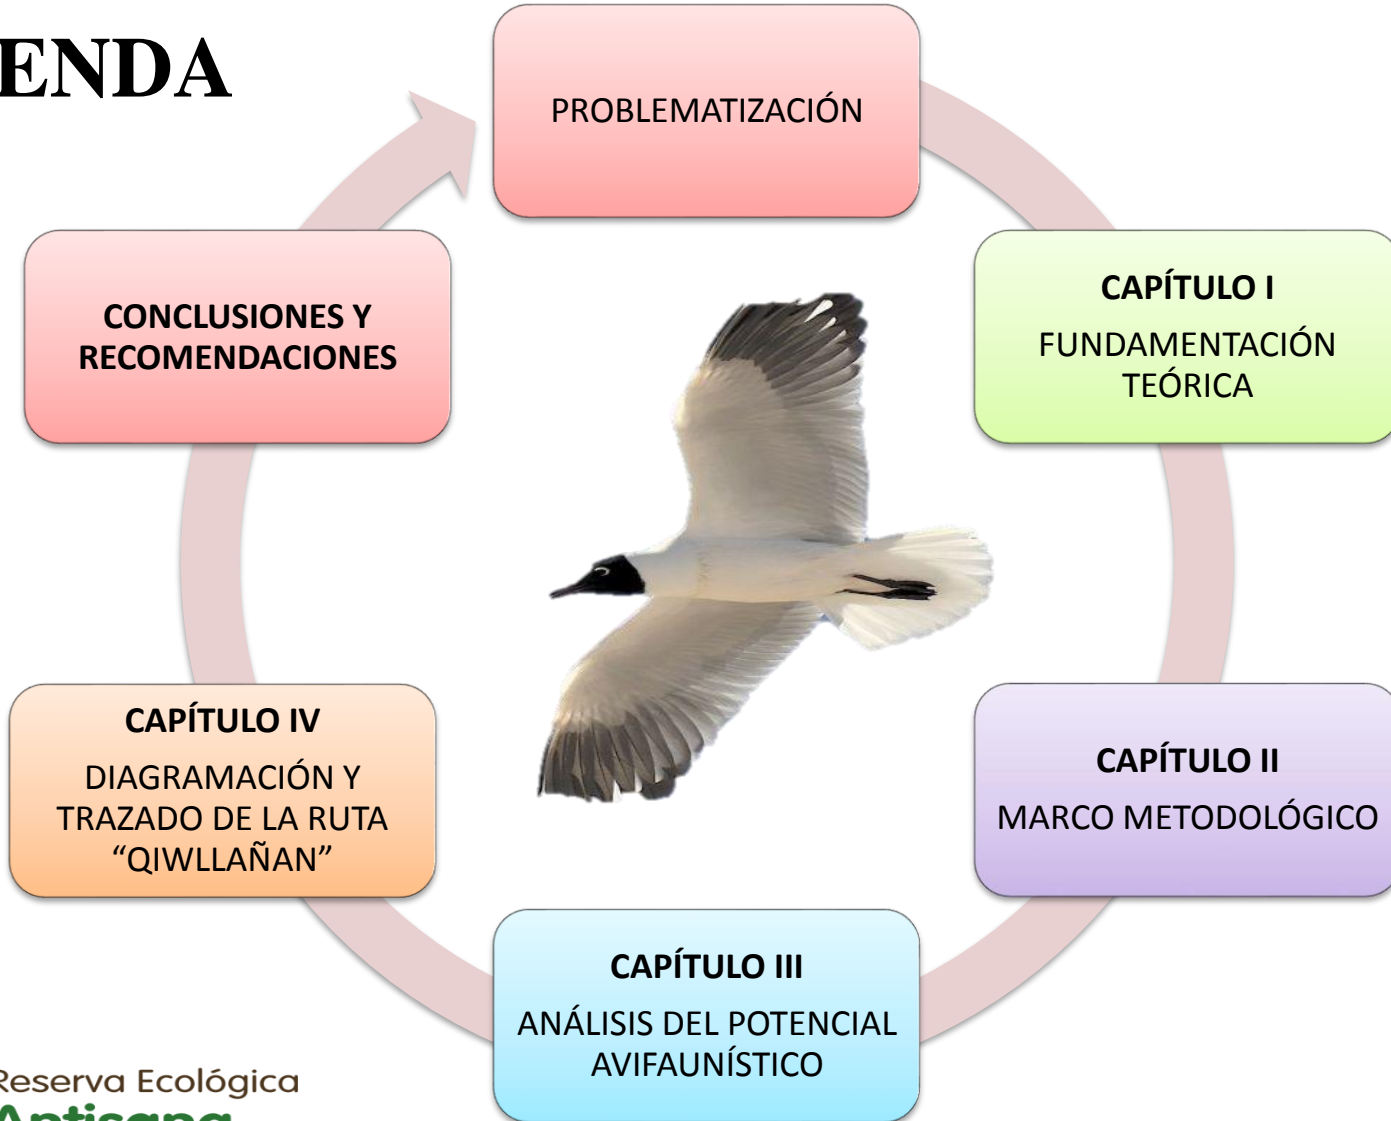 ENDA
PROBLEMATIZACIÓN
CAPÍTULO I
FUNDAMENTACIÓN
TEÓRICA
CAPÍTULO II
MARCO METODOLÓGICO
CAPÍTULO III
ANÁLISIS DEL POTENCIAL
AVIFAUNÍSTICO
CAPÍTULO IV
DIAGRAMACIÓN Y
TRAZADO DE LA RUTA
“QIWLLAÑAN”
CONCLUSIONES Y
RECOMENDACIONES
Reserva Ecológica
Antisana